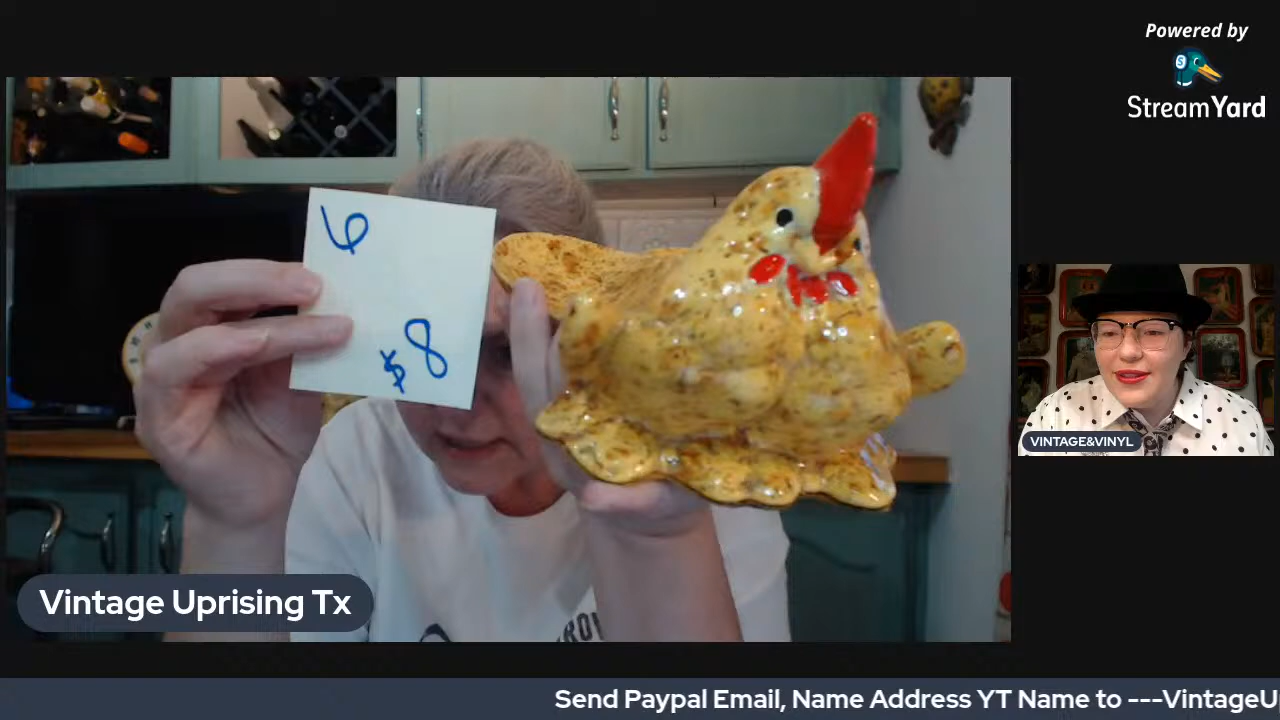 Powered by
StreamYard
6
$8
VINTAGE&VINYL
Vintage Uprising Tx
Send Paypal Email, Name Address YT Name to ---VintageU